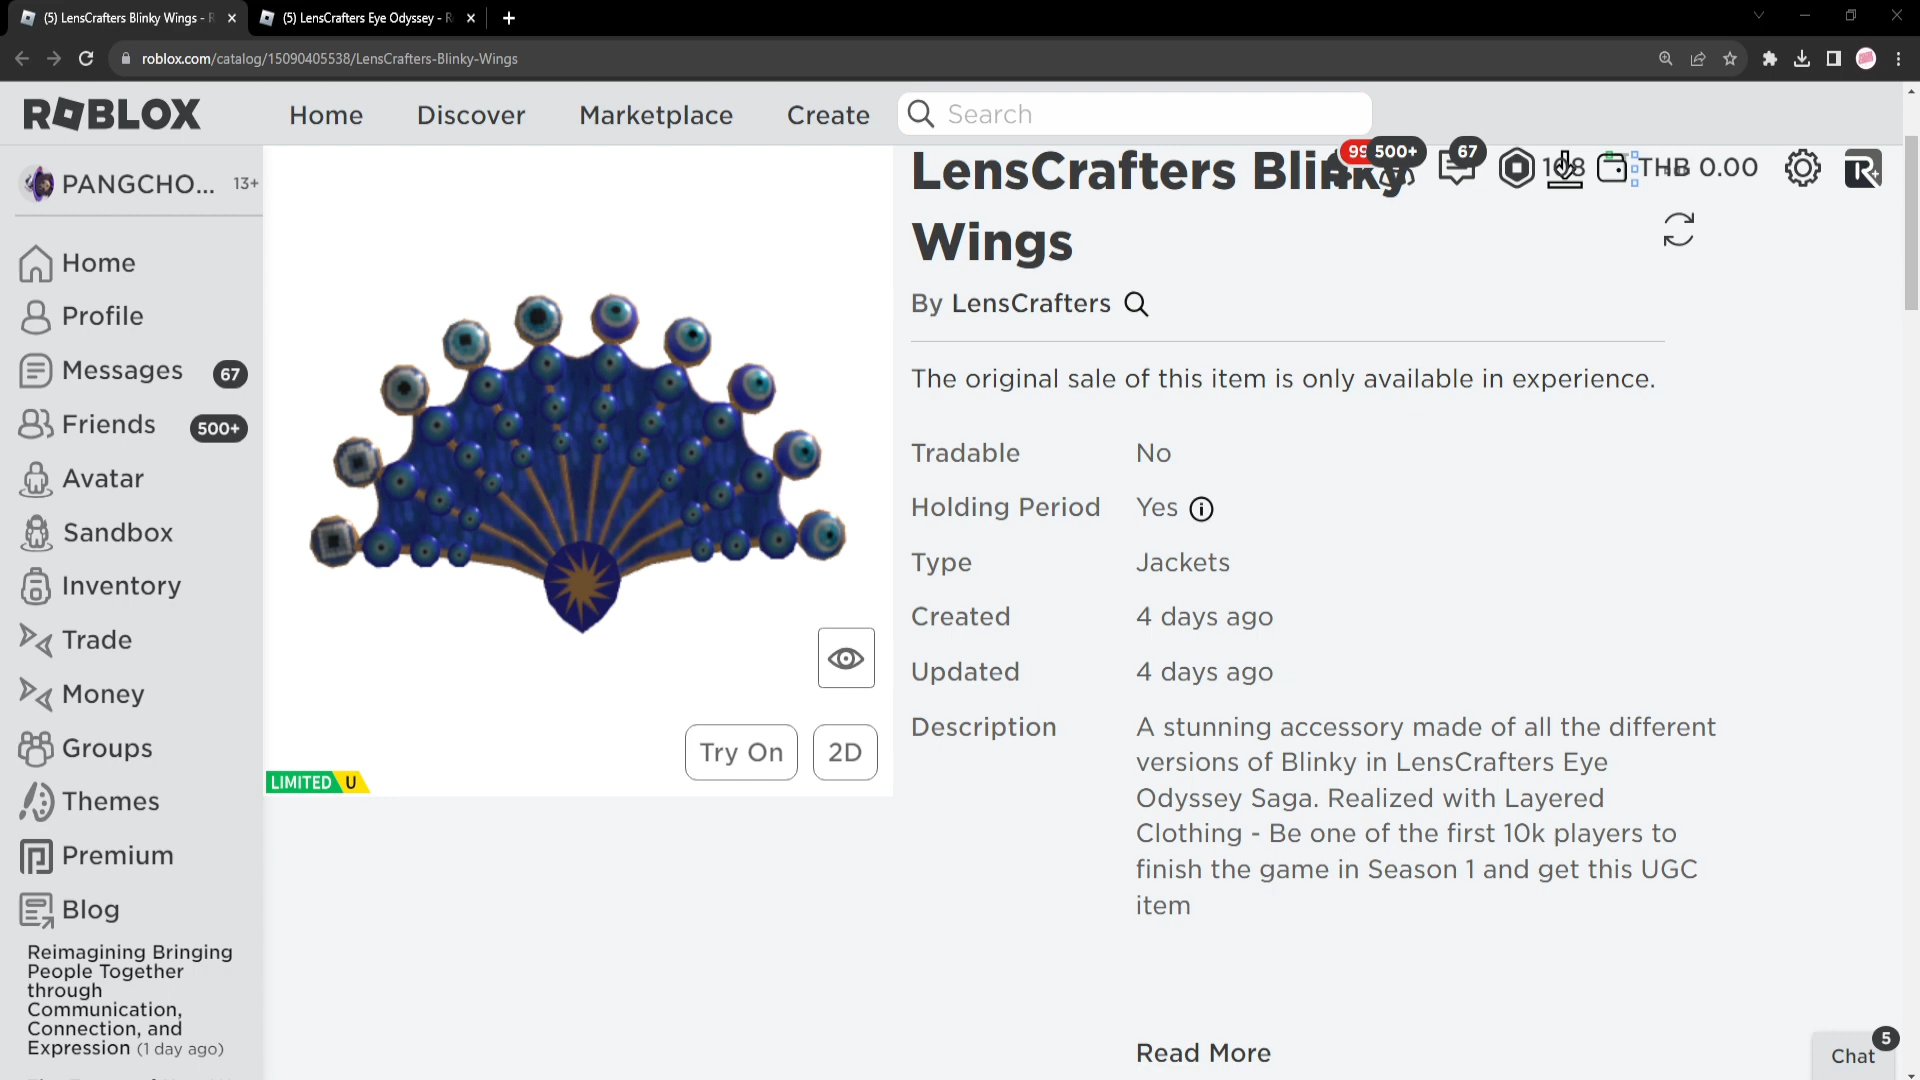 (5) LensCrafters Blinky Wings - R
(5) LensCrafters Eye Odyssey - R
roblox.com/catalog/15090405538/LensCrafters-Blinky-Wings
ROBLOX
Home
Discover
Marketplace
Create
Search
99
500+
67
THB 0.00
PANGCHO...
13+
Home
Profile
Messages
67
Friends
500+
Avatar
Sandbox
Inventory
Trade
Money
Groups
Themes
Premium
Blog
Reimagining Bringing
People Together
through
Communication,
Connection, and
Expression (1 day ago)
LIMITED U
Try On
2D
LensCrafters Blinky
Wings
By LensCrafters
The original sale of this item is only available in experience.
Tradable No
Holding Period Yes
Type Jackets
Created 4 days ago
Updated 4 days ago
Description A stunning accessory made of all the different
versions of Blinky in LensCrafters Eye
Odyssey Saga. Realized with Layered
Clothing - Be one of the first 10k players to
finish the game in Season 1 and get this UGC
item
Read More
Chat
5